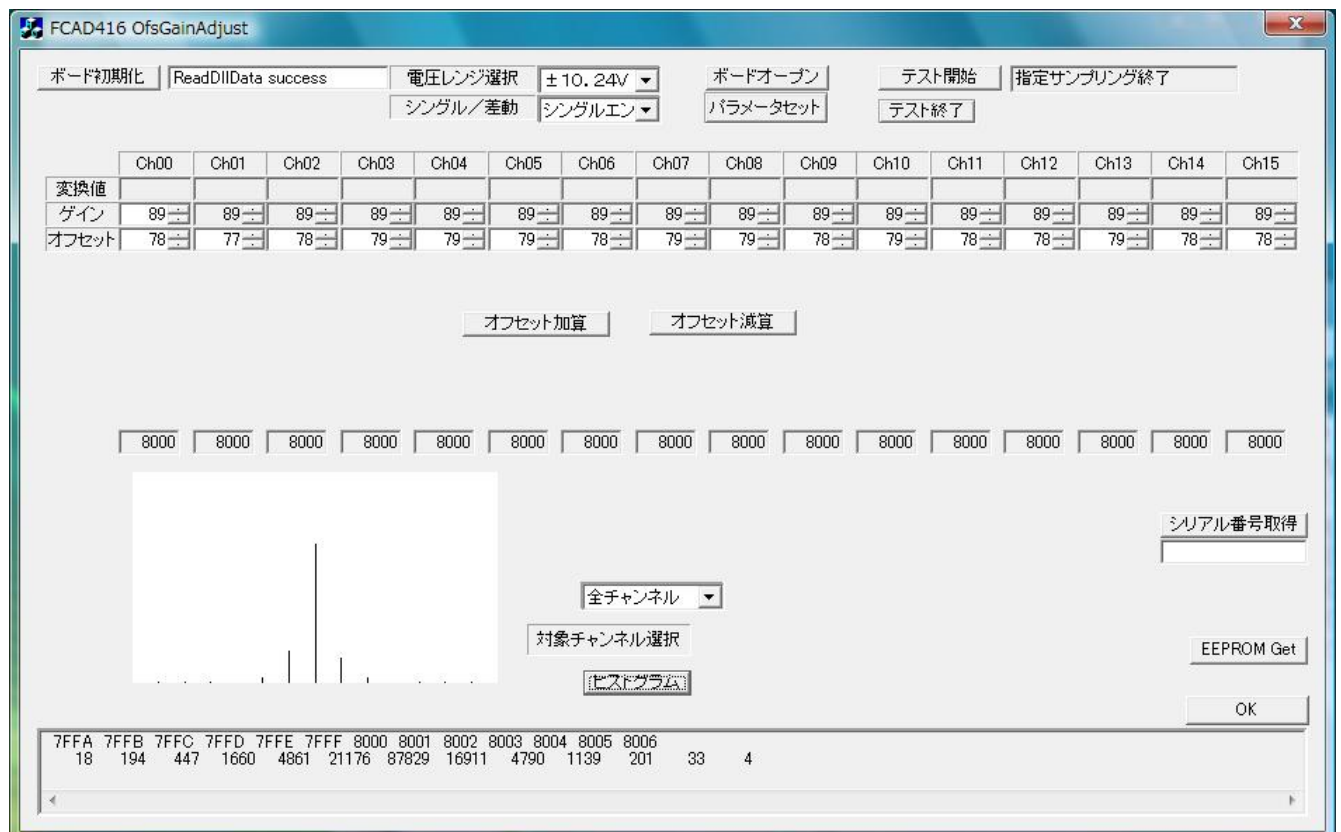 FCAD416 OfsGainAdjust
ボード初期化 ReadDllData success 電圧レンジ選択 ±10.24V ボードオープン テスト開始 指定サンプリング終了
シングル／差動 シングルエン パラメータセット テスト終了
Ch00 Ch01 Ch02 Ch03 Ch04 Ch05 Ch06 Ch07 Ch08 Ch09 Ch10 Ch11 Ch12 Ch13 Ch14 Ch15
変換値
ゲイン 89 89 89 89 89 89 89 89 89 89 89 89 89 89 89 89
オフセット 78 77 78 79 79 79 78 79 79 78 79 78 78 79 78 78
オフセット加算 オフセット減算
8000 8000 8000 8000 8000 8000 8000 8000 8000 8000 8000 8000 8000 8000 8000 8000
シリアル番号取得
全チャンネル
対象チャンネル選択
EEPROM Get
ヒストグラム
OK
7FFA 7FFB 7FFC 7FFD 7FFE 7FFF 8000 8001 8002 8003 8004 8005 8006
18 194 447 1660 4861 21176 87829 16911 4790 1139 201 33 4